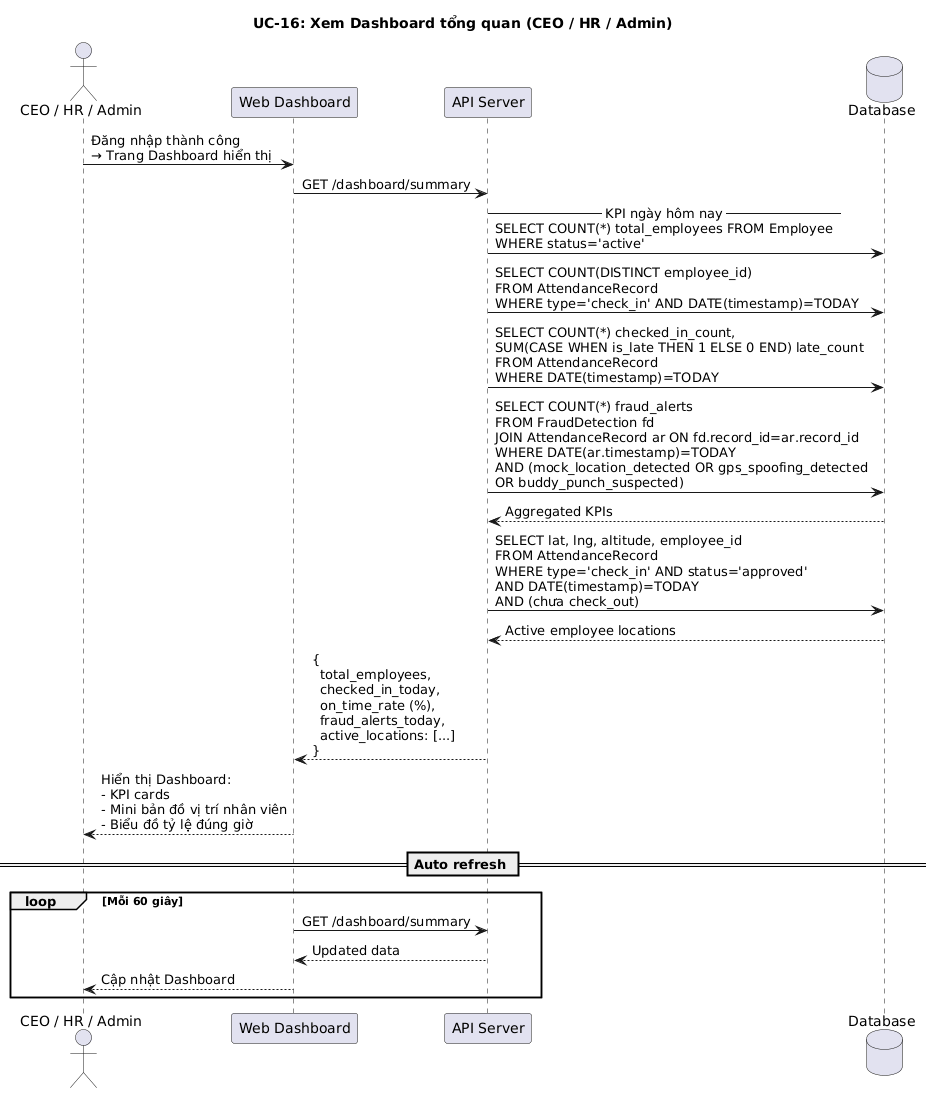 UC-16: Xem Dashboard tổng quan (CEO / HR / Admin)
CEO / HR / Admin
Web Dashboard
API Server
Database
Đăng nhập thành công
→ Trang Dashboard hiển thị
GET /dashboard/summary
KPI ngày hôm nay
SELECT COUNT(*) total_employees FROM Employee
WHERE status='active'
SELECT COUNT(DISTINCT employee_id)
FROM AttendanceRecord
WHERE type='check_in' AND DATE(timestamp)=TODAY
SELECT COUNT(*) checked_in_count,
SUM(CASE WHEN is_late THEN 1 ELSE 0 END) late_count
FROM AttendanceRecord
WHERE DATE(timestamp)=TODAY
SELECT COUNT(*) fraud_alerts
FROM FraudDetection fd
JOIN AttendanceRecord ar ON fd.record_id=ar.record_id
WHERE DATE(ar.timestamp)=TODAY
AND (mock_location_detected OR gps_spoofing_detected
OR buddy_punch_suspected)
Aggregated KPIs
SELECT lat, lng, altitude, employee_id
FROM AttendanceRecord
WHERE type='check_in' AND status='approved'
AND DATE(timestamp)=TODAY
AND (chưa check_out)
Active employee locations
{
total_employees,
checked_in_today,
on_time_rate (%),
fraud_alerts_today,
active_locations: [...]
}
Hiển thị Dashboard:
- KPI cards
- Mini bản đồ vị trí nhân viên
- Biểu đồ tỷ lệ đúng giờ
Auto refresh
loop [Mỗi 60 giây]
GET /dashboard/summary
Updated data
Cập nhật Dashboard
CEO / HR / Admin
Web Dashboard
API Server
Database